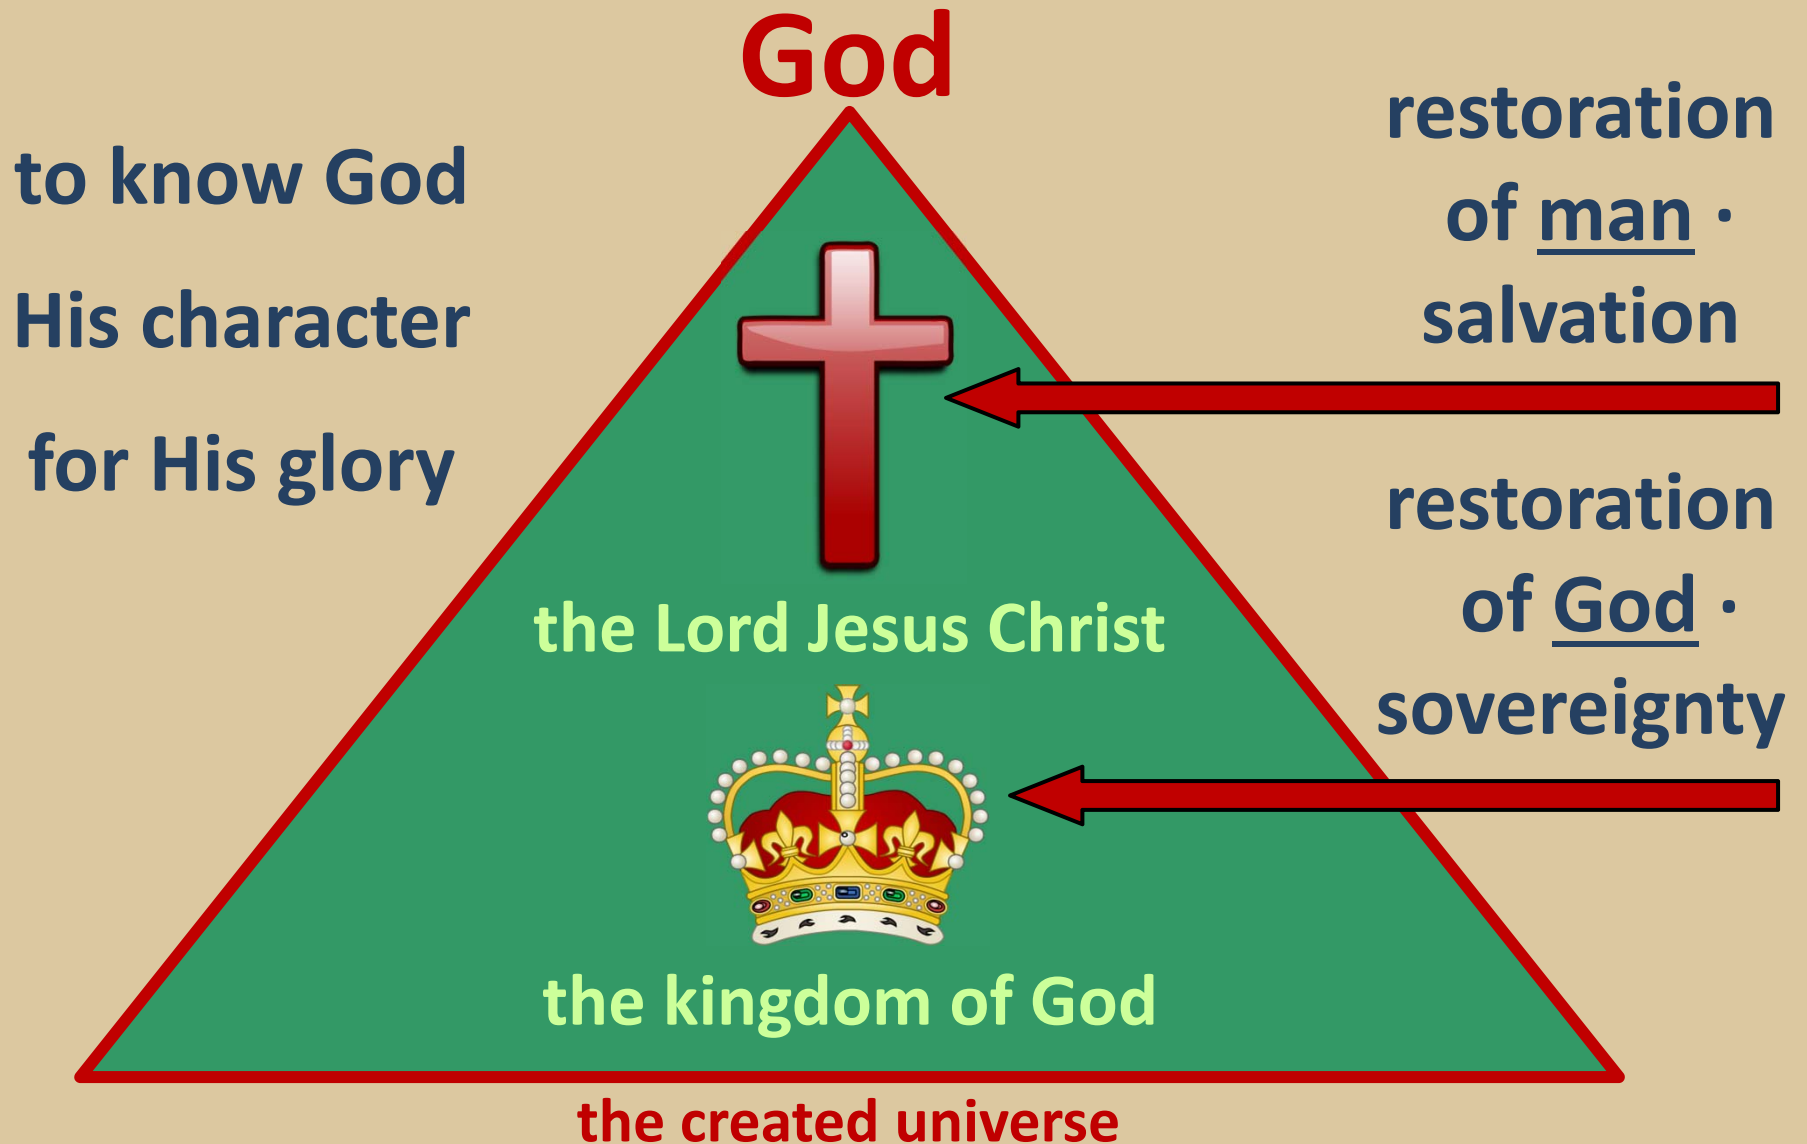 God
to know God
His character
for His glory
restoration
of man ·
salvation
restoration
of God ·
sovereignty
the Lord Jesus Christ
the kingdom of God
the created universe